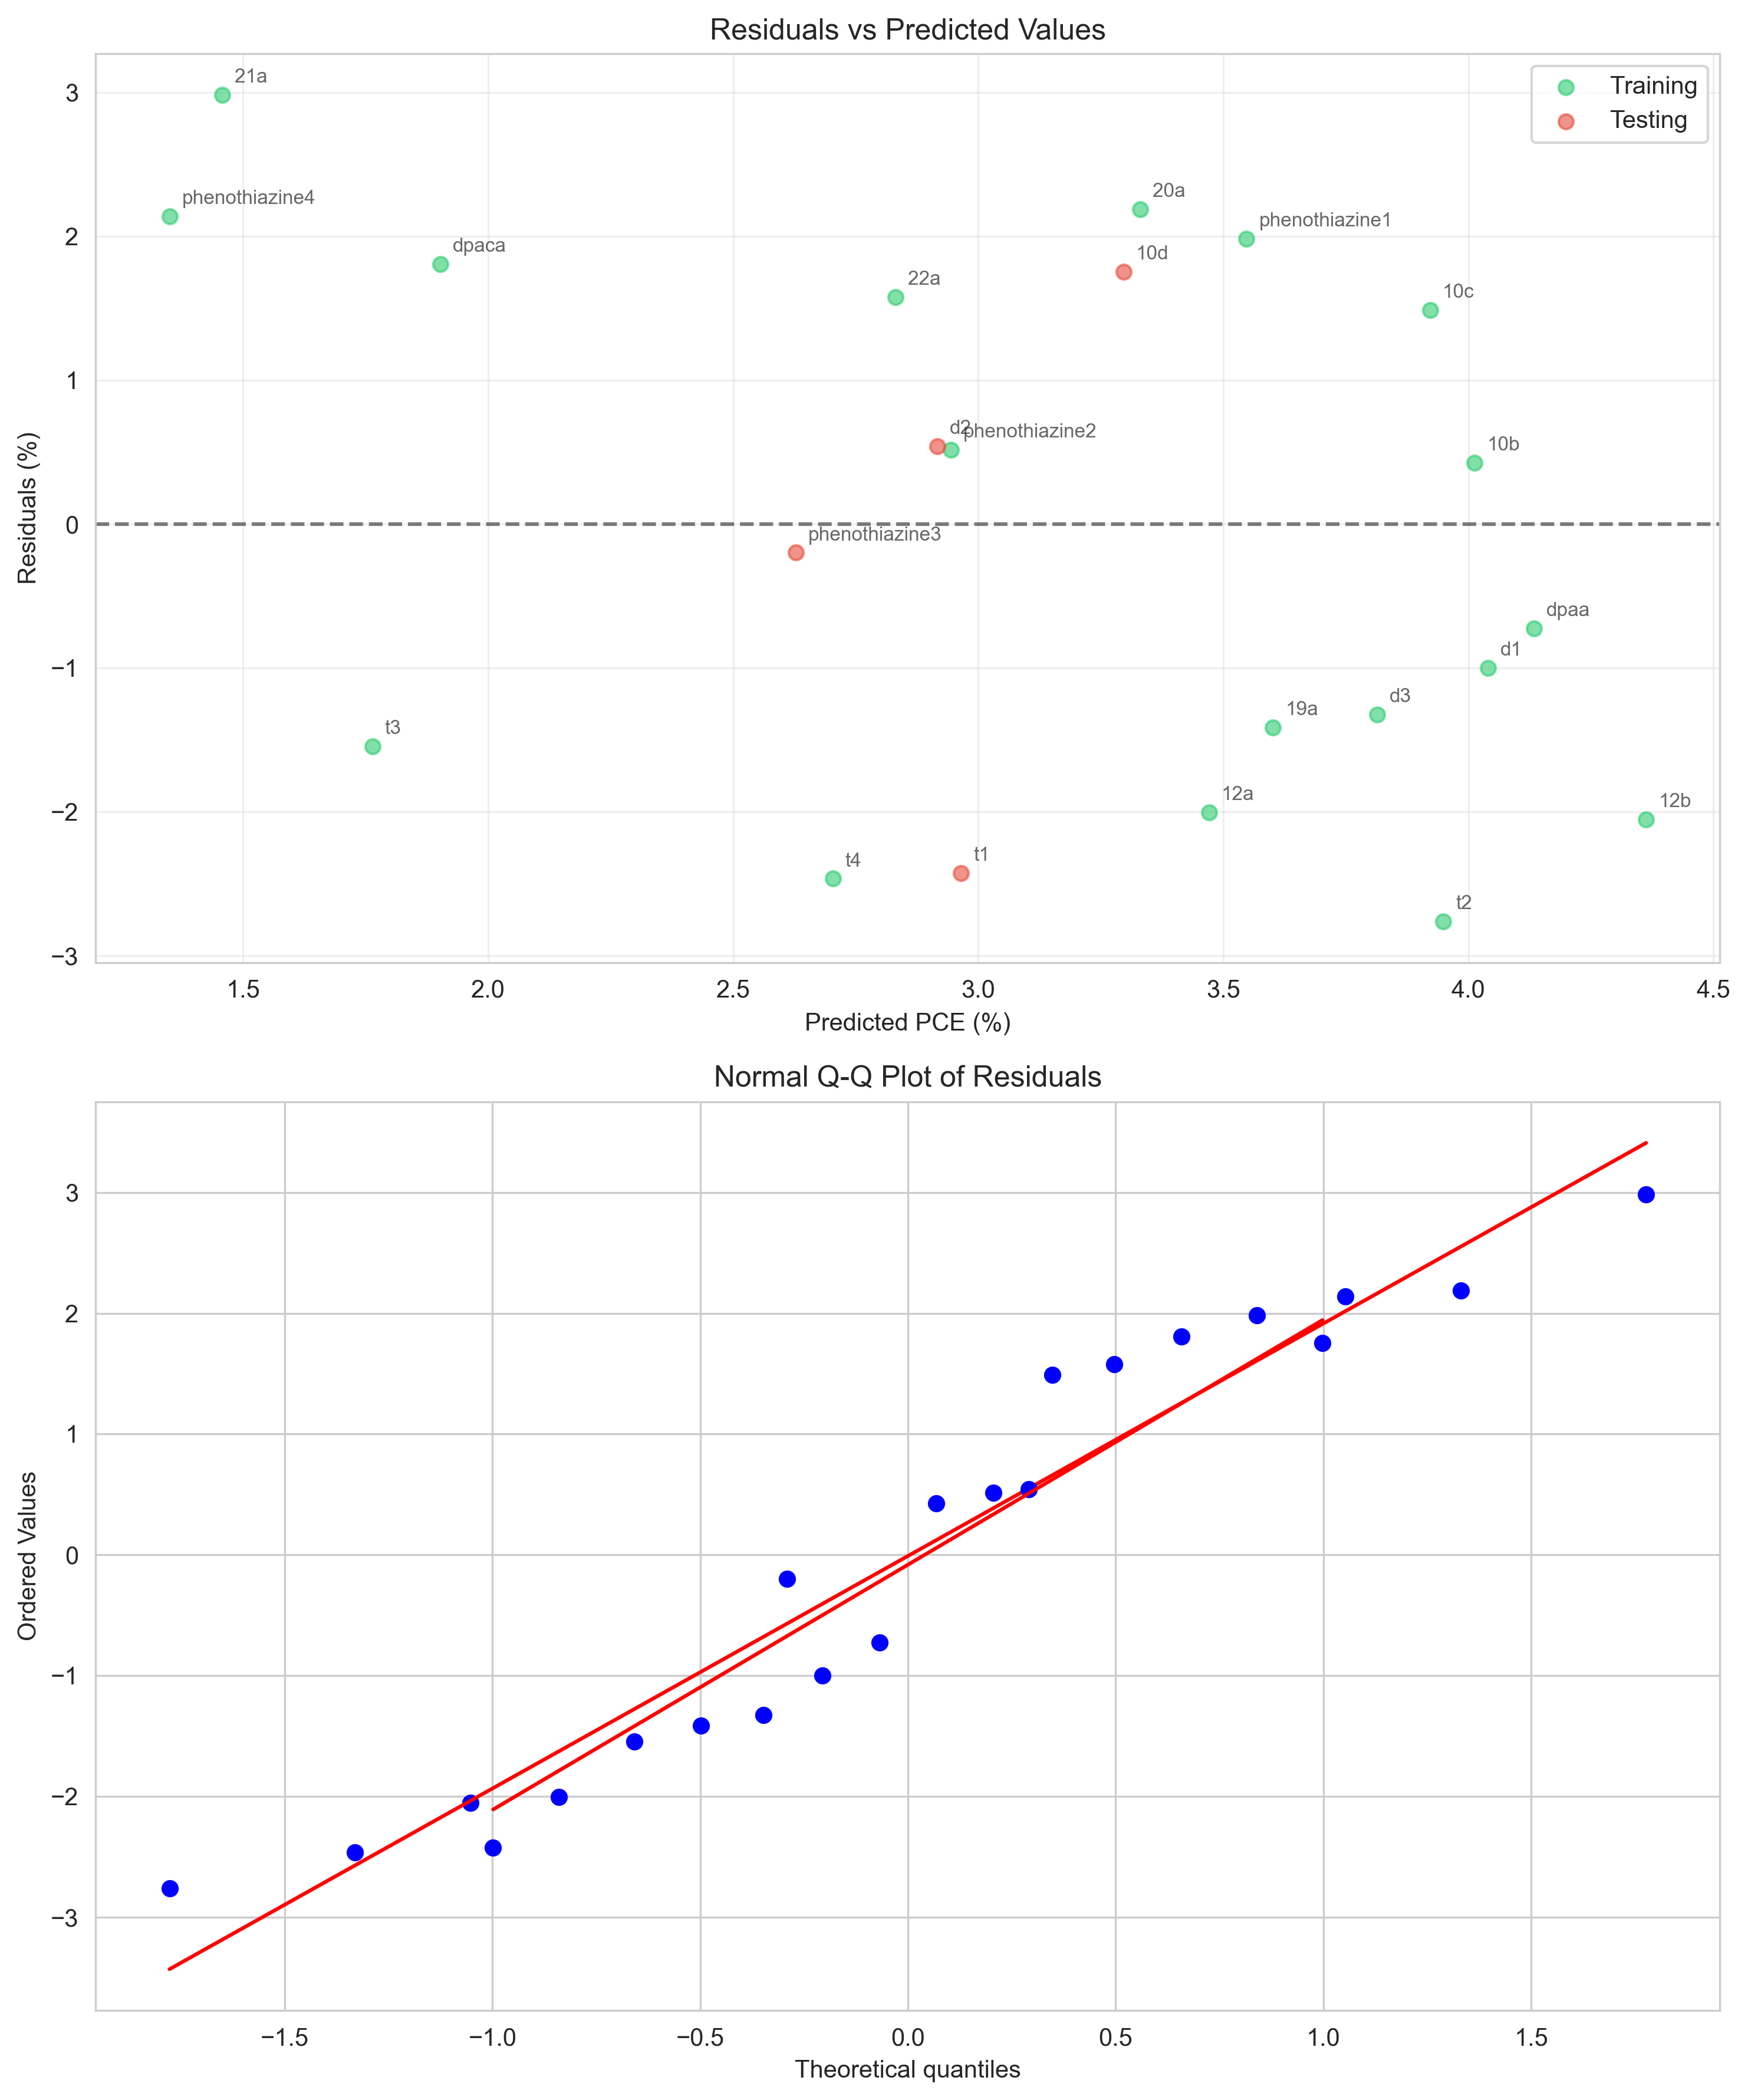 Residuals vs Predicted Values
Training
Testing
21a
phenothiazine4
dpaca
20a
phenothiazine1
10d
22a
10c
d2
phenothiazine2
10b
phenothiazine3
dpaa
d1
d3
19a
t3
12a
12b
t4
t1
t2
3
2
1
0
−1
−2
−3
Residuals (%)
1.5 2.0 2.5 3.0 3.5 4.0 4.5
Predicted PCE (%)
Normal Q-Q Plot of Residuals
3
2
1
0
−1
−2
−3
Ordered Values
−1.5 −1.0 −0.5 0.0 0.5 1.0 1.5
Theoretical quantiles